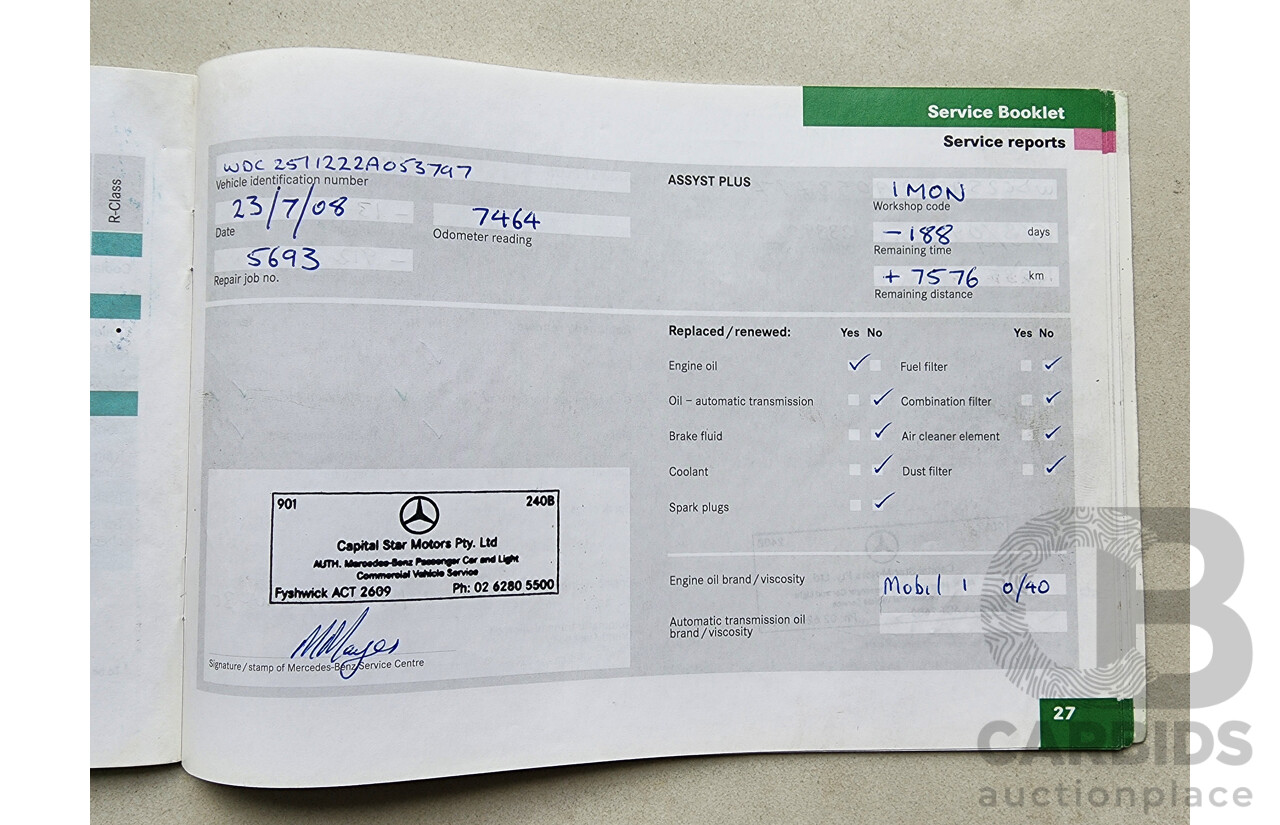 Service Booklet
Service reports
R-Class
WDC 2511222A053797
Vehicle identification number
23/7/08
Date
7464
Odometer reading
5693
Repair job no.
ASSYST PLUS
1MON
Workshop code
-188 days
Remaining time
+ 7576 km
Remaining distance
Replaced/renewed: Yes No Yes No
Engine oil ✓ Fuel filter ✓
Oil – automatic transmission ✓ Combination filter ✓
Brake fluid ✓ Air cleaner element ✓
Coolant ✓ Dust filter ✓
Spark plugs ✓
901 240B
Capital Star Motors Pty. Ltd
AUTH. Mercedes-Benz Passenger Car and Light
Commercial Vehicle Service
Fyshwick ACT 2609 Ph: 02 6280 5500
Signature/stamp of Mercedes-Benz Service Centre
Engine oil brand/viscosity Mobil 1 0/40
Automatic transmission oil
brand/viscosity
27
CARBIDS
auctionplace